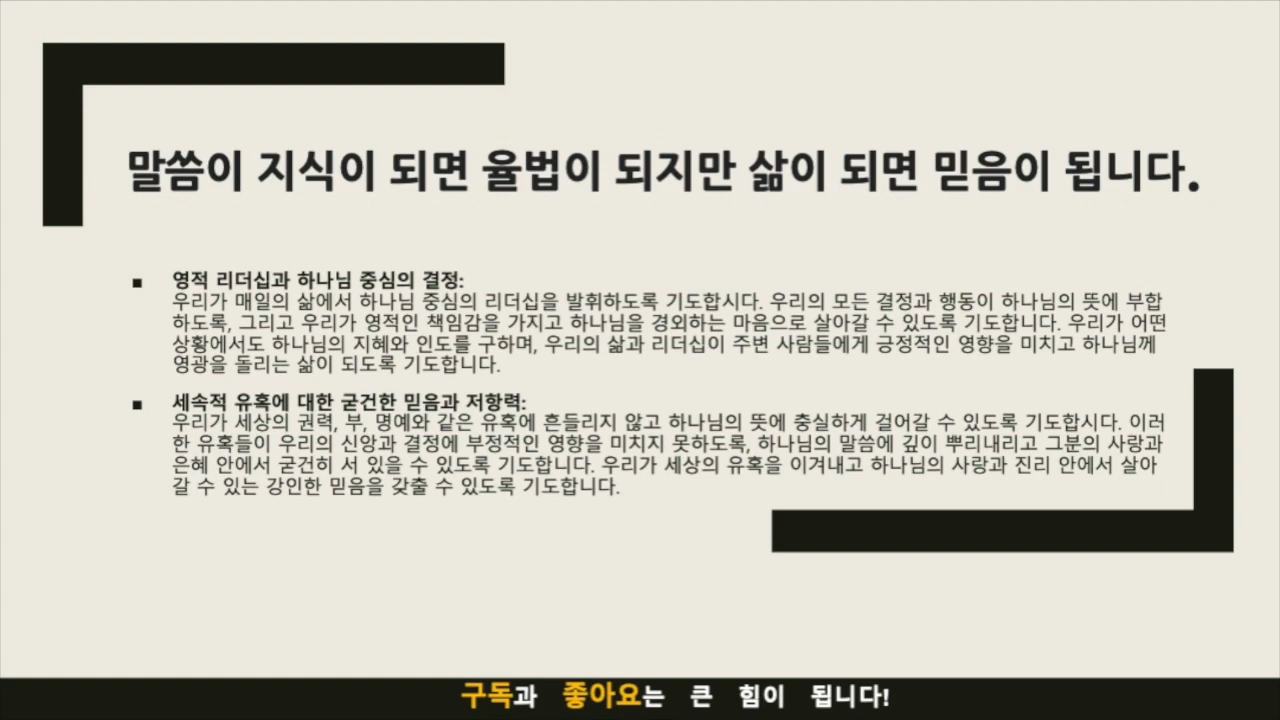 말씀이 지식이 되면 율법이 되지만 삶이 되면 믿음이 됩니다.
■ 영적 리더십과 하나님 중심의 결정:
우리가 매일의 삶에서 하나님 중심의 리더십을 발휘하도록 기도합시다. 우리의 모든 결정과 행동이 하나님의 뜻에 부합
하도록, 그리고 우리가 영적인 책임감을 가지고 하나님을 경외하는 마음으로 살아갈 수 있도록 기도합니다. 우리가 어떤
상황에서도 하나님의 지혜와 인도를 구하며, 우리의 삶과 리더십이 주변 사람들에게 긍정적인 영향을 미치고 하나님께
영광을 돌리는 삶이 되도록 기도합니다.
■ 세속적 유혹에 대한 굳건한 믿음과 저항력:
우리가 세상의 권력, 부, 명예와 같은 유혹에 흔들리지 않고 하나님의 뜻에 충실하게 걸어갈 수 있도록 기도합시다. 이러
한 유혹들이 우리의 신앙과 결정에 부정적인 영향을 미치지 못하도록, 하나님의 말씀에 깊이 뿌리내리고 그분의 사랑과
은혜 안에서 굳건히 서 있을 수 있도록 기도합니다. 우리가 세상의 유혹을 이겨내고 하나님의 사랑과 진리 안에서 살아
갈 수 있는 강인한 믿음을 갖출 수 있도록 기도합니다.
구독과 좋아요는 큰 힘이 됩니다!